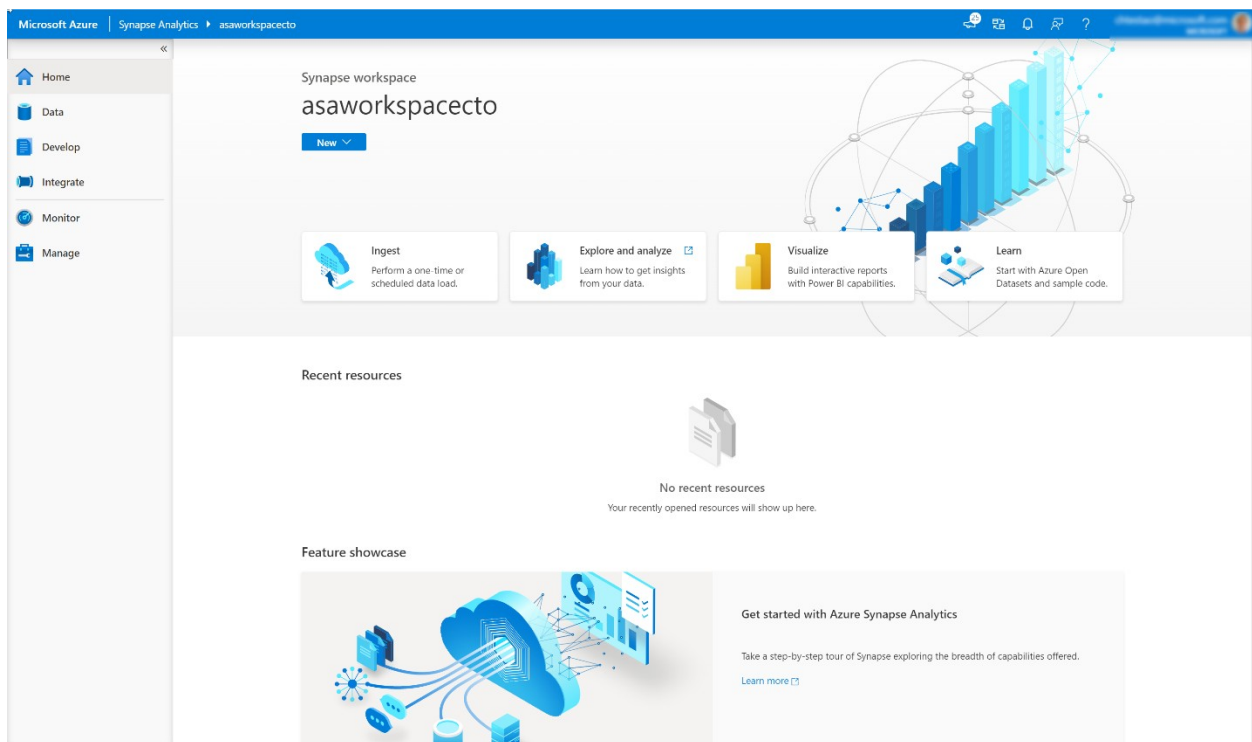 Microsoft Azure | Synapse Analytics ▸ asaworkspacecto
25
?
«
Home
Data
Develop
Integrate
Monitor
Manage
Synapse workspace
asaworkspacecto
New
Ingest
Perform a one-time or
scheduled data load.
Explore and analyze
Learn how to get insights
from your data.
Visualize
Build interactive reports
with Power BI capabilities.
Learn
Start with Azure Open
Datasets and sample code.
Recent resources
No recent resources
Your recently opened resources will show up here.
Feature showcase
Get started with Azure Synapse Analytics
Take a step-by-step tour of Synapse exploring the breadth of capabilities offered.
Learn more